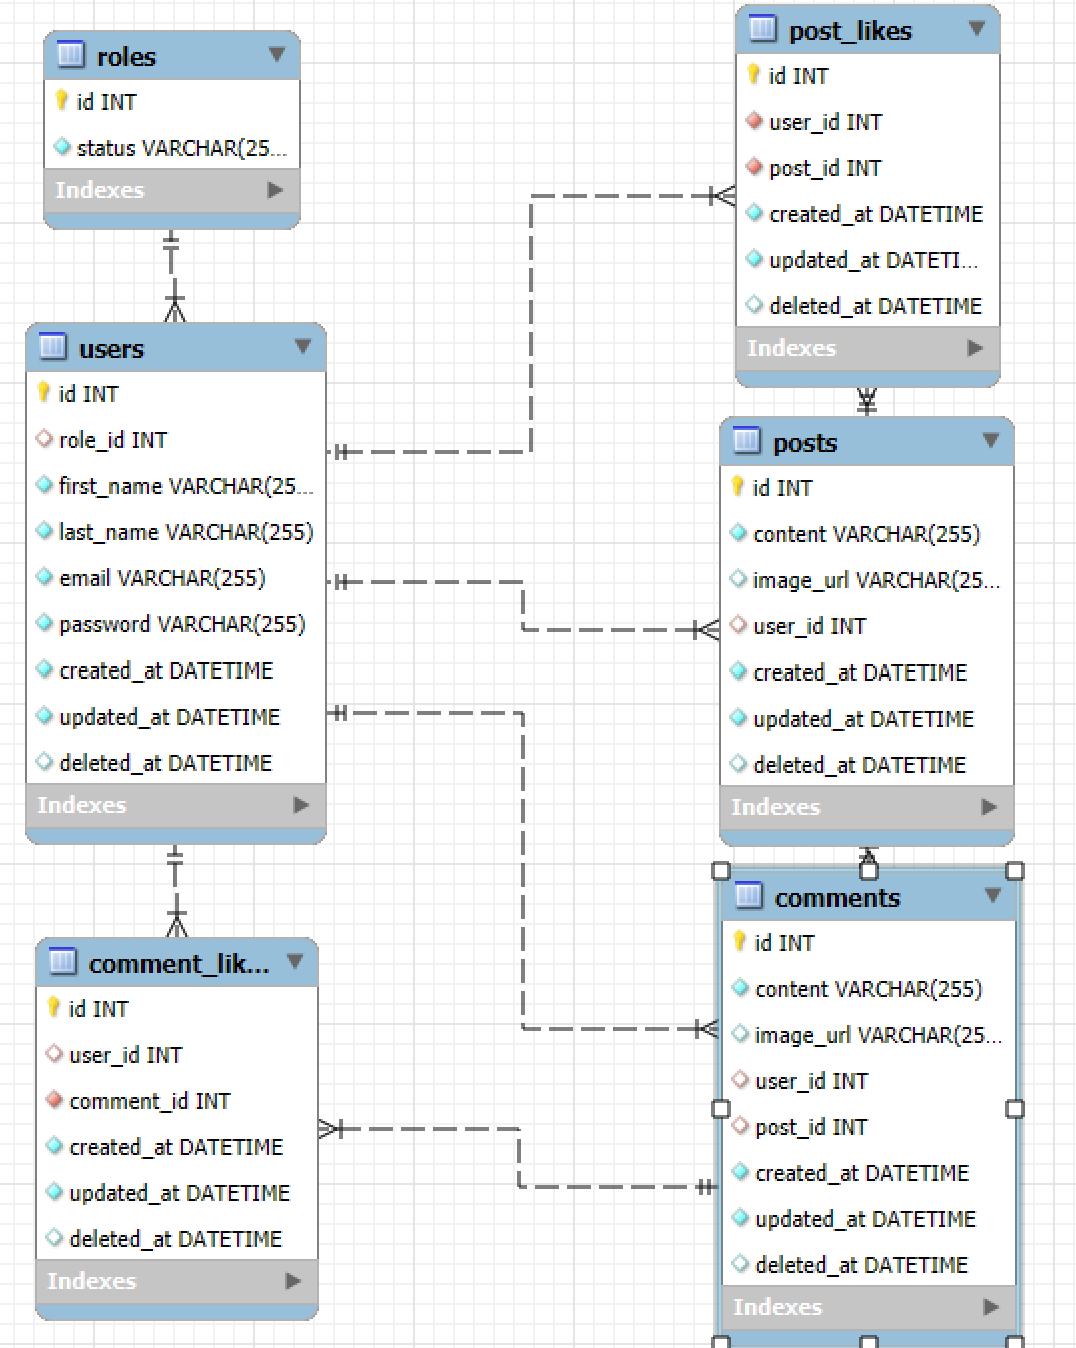 roles
id INT
status VARCHAR(25...
Indexes
users
id INT
role_id INT
first_name VARCHAR(25...
last_name VARCHAR(255)
email VARCHAR(255)
password VARCHAR(255)
created_at DATETIME
updated_at DATETIME
deleted_at DATETIME
Indexes
comment_lik...
id INT
user_id INT
comment_id INT
created_at DATETIME
updated_at DATETIME
deleted_at DATETIME
Indexes
post_likes
id INT
user_id INT
post_id INT
created_at DATETIME
updated_at DATETI...
deleted_at DATETIME
Indexes
posts
id INT
content VARCHAR(255)
image_url VARCHAR(25...
user_id INT
created_at DATETIME
updated_at DATETIME
deleted_at DATETIME
Indexes
comments
id INT
content VARCHAR(255)
image_url VARCHAR(25...
user_id INT
post_id INT
created_at DATETIME
updated_at DATETIME
deleted_at DATETIME
Indexes